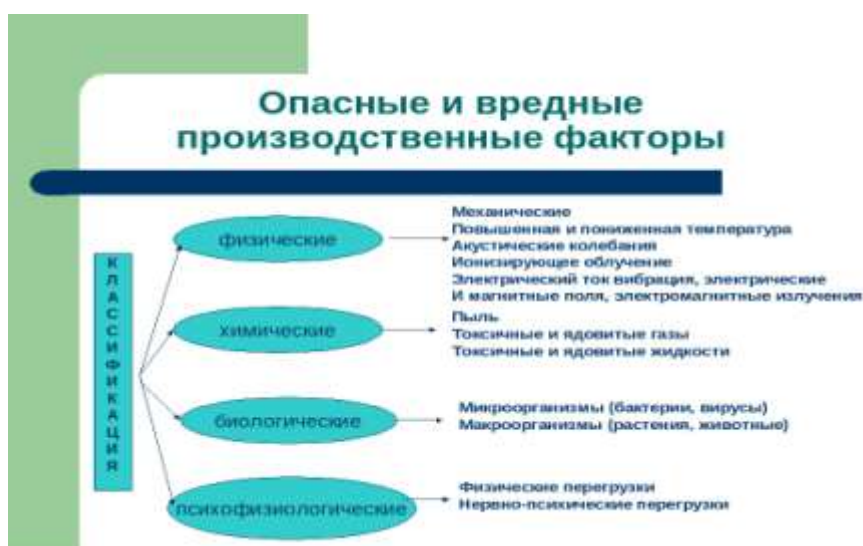 Опасные и вредные
производственные факторы
КЛАССИФИКАЦИЯ
физические
Механические
Повышенная и пониженная температура
Акустические колебания
Ионизирующее облучение
Электрический ток вибрация, электрические
И магнитные поля, электромагнитные излучения
химические
Пыль
Токсичные и ядовитые газы
Токсичные и ядовитые жидкости
биологические
Микроорганизмы (бактерии, вирусы)
Макроорганизмы (растения, животные)
психофизиологические
Физические перегрузки
Нервно-психические перегрузки